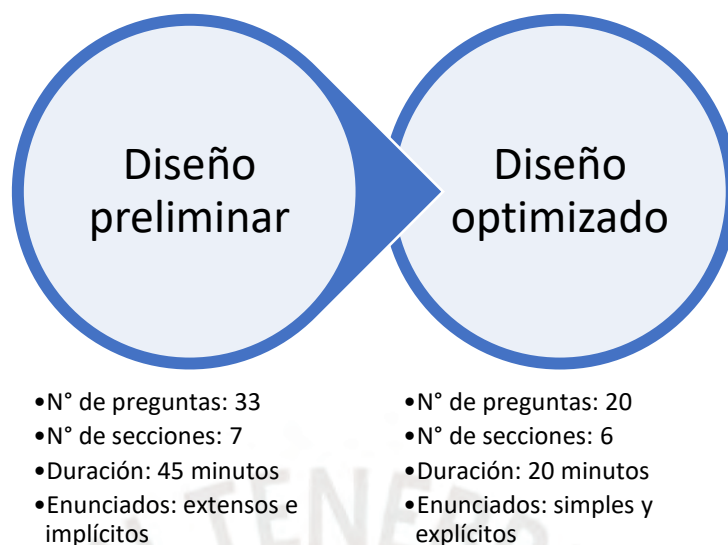 Diseño
preliminar
Diseño
optimizado
•N° de preguntas: 33
•N° de secciones: 7
•Duración: 45 minutos
•Enunciados: extensos e
implícitos
•N° de preguntas: 20
•N° de secciones: 6
•Duración: 20 minutos
•Enunciados: simples y
explícitos
TENEB